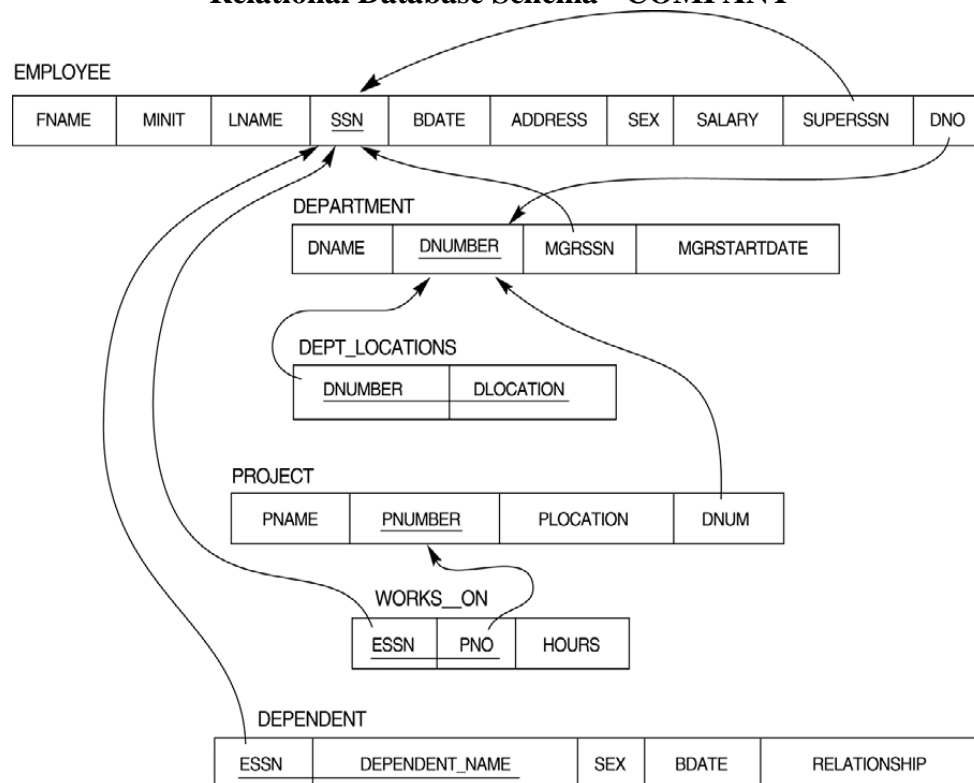 Relational Database Schema - COMPANY
EMPLOYEE
FNAME MINIT LNAME SSN BDATE ADDRESS SEX SALARY SUPERSSN DNO
DEPARTMENT
DNAME DNUMBER MGRSSN MGRSTARTDATE
DEPT_LOCATIONS
DNUMBER DLOCATION
PROJECT
PNAME PNUMBER PLOCATION DNUM
WORKS__ON
ESSN PNO HOURS
DEPENDENT
ESSN DEPENDENT_NAME SEX BDATE RELATIONSHIP